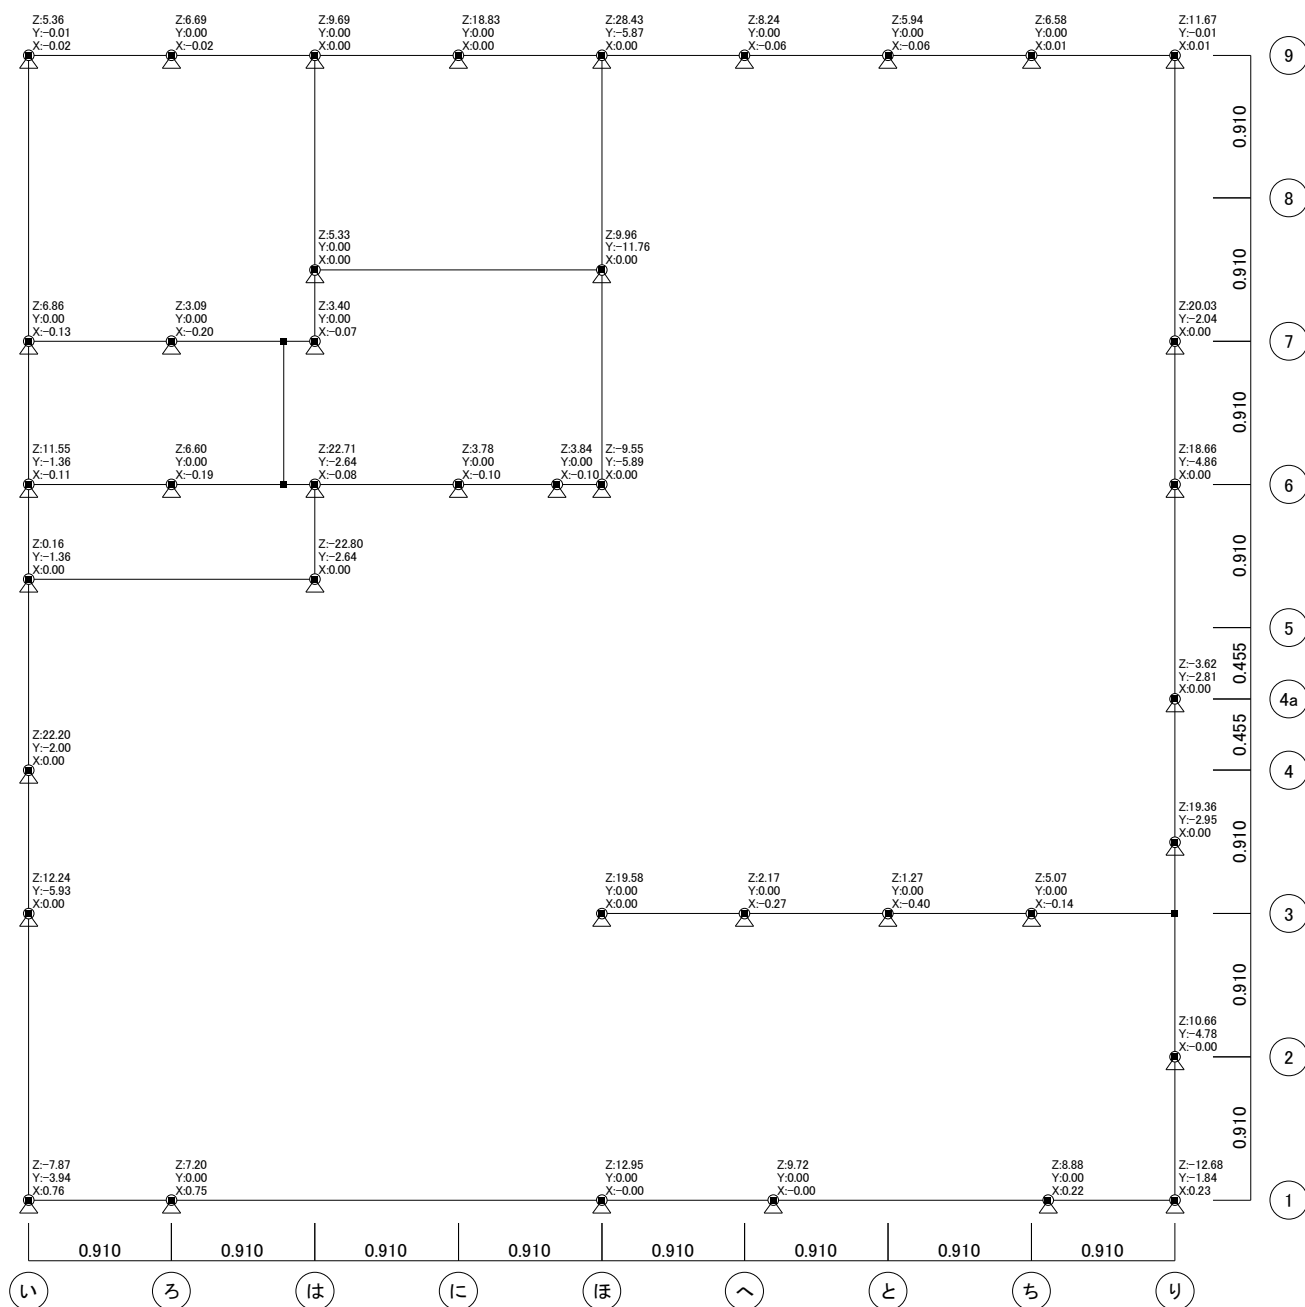 Z:5.36
Y:-0.01
X:-0.02
Z:6.69
Y:0.00
X:-0.02
Z:9.69
Y:0.00
X:0.00
Z:18.83
Y:0.00
X:0.00
Z:28.43
Y:-5.87
X:0.00
Z:8.24
Y:0.00
X:-0.06
Z:5.94
Y:0.00
X:-0.06
Z:6.58
Y:0.00
X:0.01
Z:11.67
Y:-0.01
X:0.01
9
0.910
8
Z:5.33
Y:0.00
X:0.00
Z:9.96
Y:-11.76
X:0.00
0.910
Z:6.86
Y:0.00
X:-0.13
Z:3.09
Y:0.00
X:-0.20
Z:3.40
Y:0.00
X:-0.07
Z:20.03
Y:-2.04
X:0.00
7
0.910
Z:11.55
Y:-1.36
X:-0.11
Z:6.60
Y:0.00
X:-0.19
Z:22.71
Y:-2.64
X:-0.08
Z:3.78
Y:0.00
X:-0.10
Z:3.84
Y:0.00
X:-0.10
Z:-9.55
Y:-5.89
X:0.00
Z:18.66
Y:-4.86
X:0.00
6
0.910
Z:0.16
Y:-1.36
X:0.00
Z:-22.80
Y:-2.64
X:0.00
5
0.455
Z:-3.62
Y:-2.81
X:0.00
4a
0.455
Z:22.20
Y:-2.00
X:0.00
4
Z:19.36
Y:-2.95
X:0.00
0.910
Z:12.24
Y:-5.93
X:0.00
Z:19.58
Y:0.00
X:0.00
Z:2.17
Y:0.00
X:-0.27
Z:1.27
Y:0.00
X:-0.40
Z:5.07
Y:0.00
X:-0.14
3
0.910
Z:10.66
Y:-4.78
X:-0.00
2
0.910
Z:-7.87
Y:-3.94
X:0.76
Z:7.20
Y:0.00
X:0.75
Z:12.95
Y:0.00
X:-0.00
Z:9.72
Y:0.00
X:-0.00
Z:8.88
Y:0.00
X:0.22
Z:-12.68
Y:-1.84
X:0.23
1
0.910 0.910 0.910 0.910 0.910 0.910 0.910 0.910
い ろ は に ほ へ と ち り